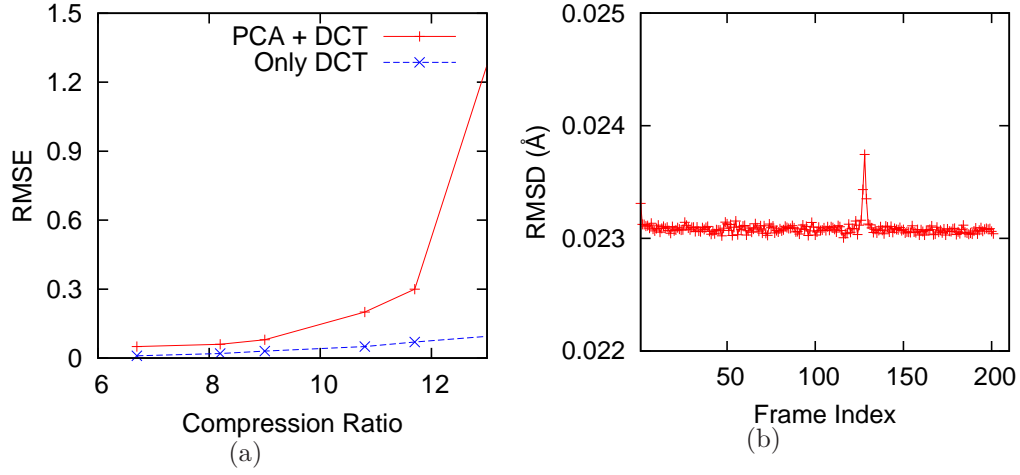 1.5
1.2
0.9
0.6
0.3
0
RMSE
PCA + DCT
Only DCT
6
8
10
12
Compression Ratio
(a)
0.025
0.024
0.023
0.022
RMSD (Å)
50
100
150
200
Frame Index
(b)